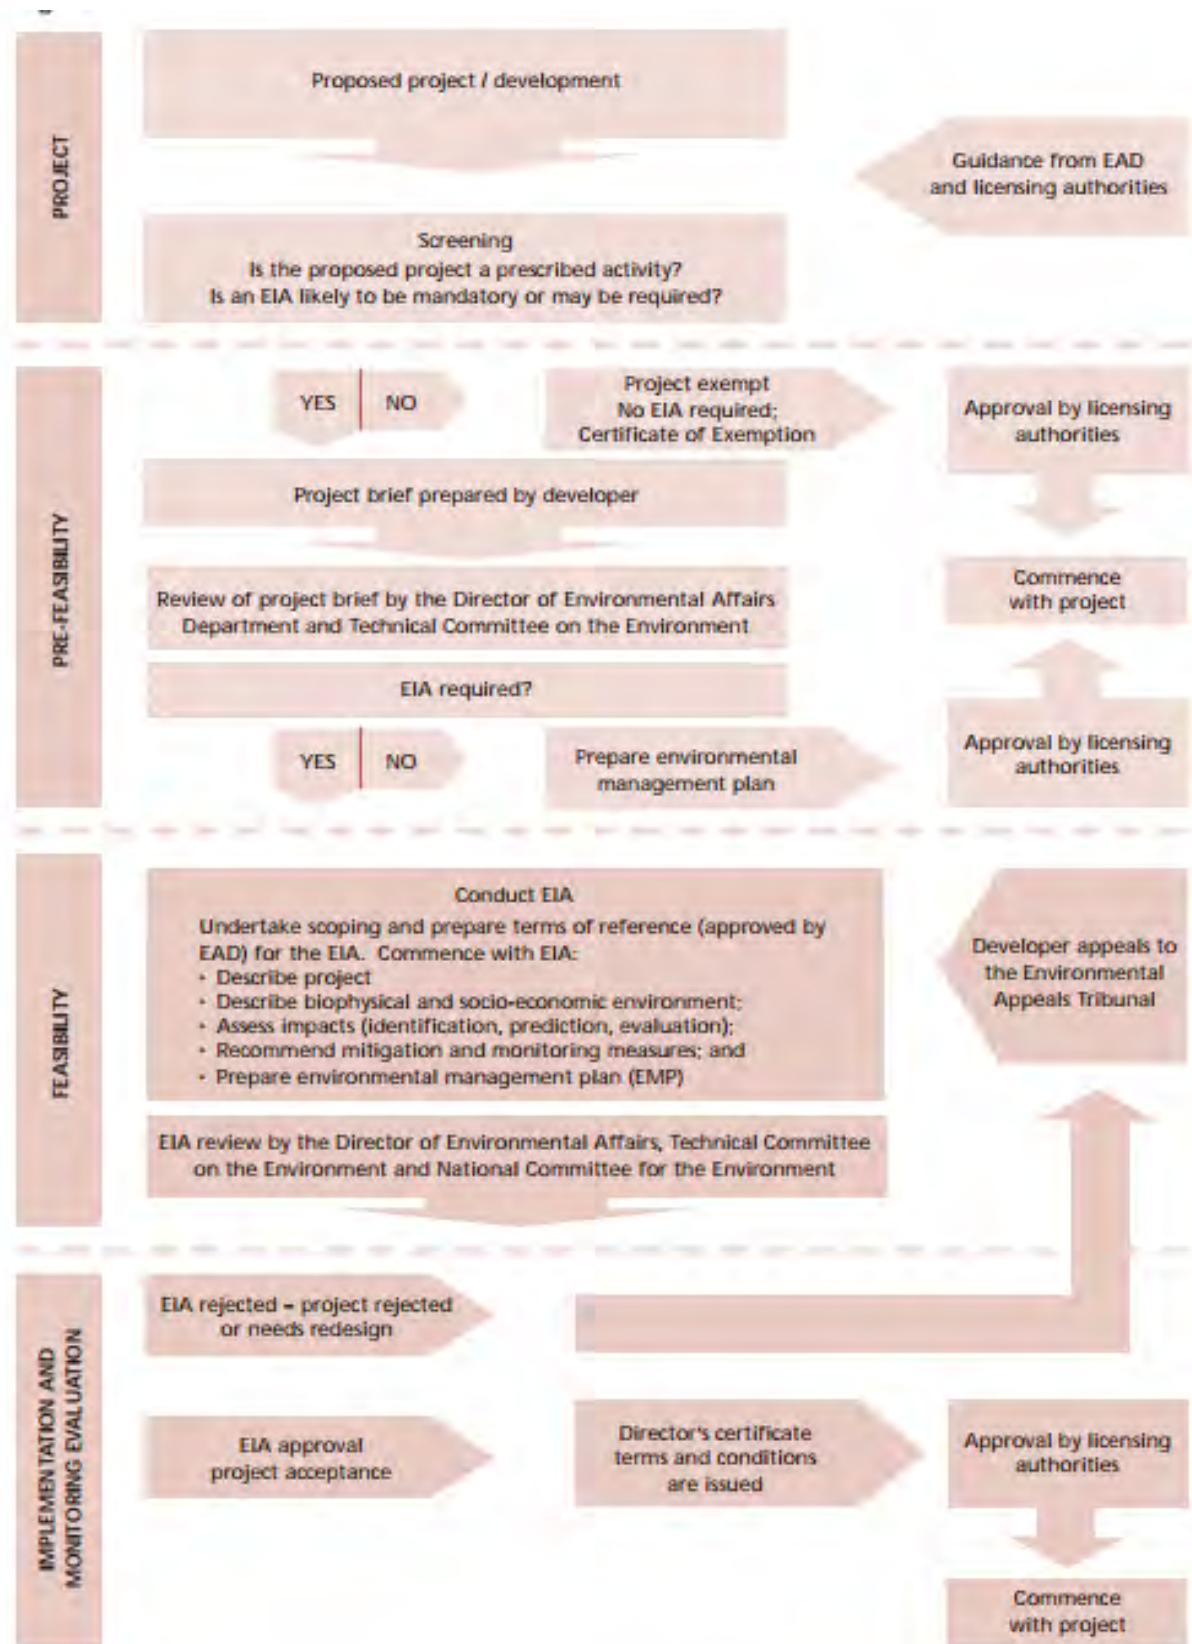 PROJECT
Proposed project / development
Guidance from EAD
and licensing authorities
Screening
Is the proposed project a prescribed activity?
Is an EIA likely to be mandatory or may be required?
PRE-FEASIBILITY
YES
NO
Project exempt
No EIA required;
Certificate of Exemption
Approval by licensing
authorities
Project brief prepared by developer
Commence
with project
Review of project brief by the Director of Environmental Affairs
Department and Technical Committee on the Environment
EIA required?
YES
NO
Prepare environmental
management plan
Approval by licensing
authorities
FEASIBILITY
Conduct EIA
Undertake scoping and prepare terms of reference (approved by
EAD) for the EIA. Commence with EIA:
• Describe project
• Describe biophysical and socio-economic environment;
• Assess impacts (identification, prediction, evaluation);
• Recommend mitigation and monitoring measures; and
• Prepare environmental management plan (EMP)
Developer appeals to
the Environmental
Appeals Tribunal
EIA review by the Director of Environmental Affairs, Technical Committee
on the Environment and National Committee for the Environment
IMPLEMENTATION AND
MONITORING EVALUATION
EIA rejected – project rejected
or needs redesign
EIA approval
project acceptance
Director's certificate
terms and conditions
are issued
Approval by licensing
authorities
Commence
with project